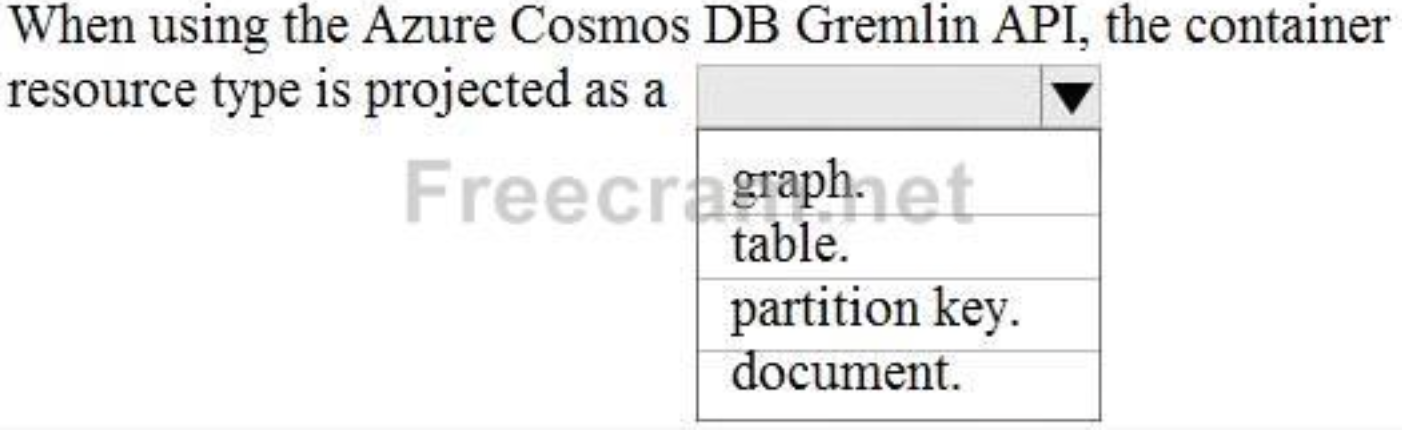 When using the Azure Cosmos DB Gremlin API, the container
resource type is projected as a
Freecram.net
graph.
table.
partition key.
document.